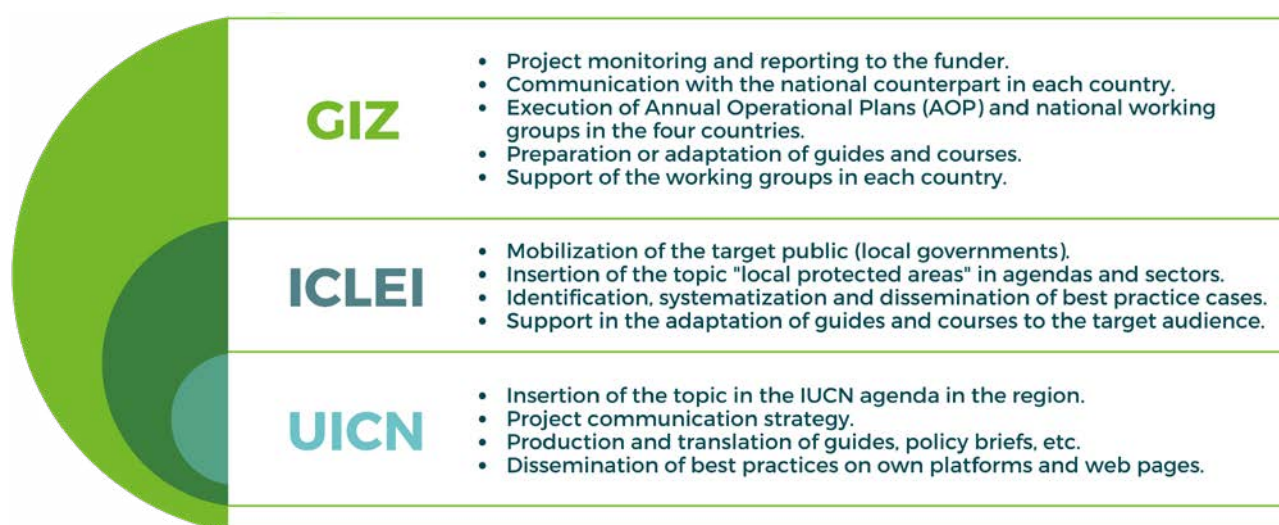 GIZ
• Project monitoring and reporting to the funder.
• Communication with the national counterpart in each country.
• Execution of Annual Operational Plans (AOP) and national working
groups in the four countries.
• Preparation or adaptation of guides and courses.
• Support of the working groups in each country.
ICLEI
• Mobilization of the target public (local governments).
• Insertion of the topic "local protected areas" in agendas and sectors.
• Identification, systematization and dissemination of best practice cases.
• Support in the adaptation of guides and courses to the target audience.
UICN
• Insertion of the topic in the IUCN agenda in the region.
• Project communication strategy.
• Production and translation of guides, policy briefs, etc.
• Dissemination of best practices on own platforms and web pages.